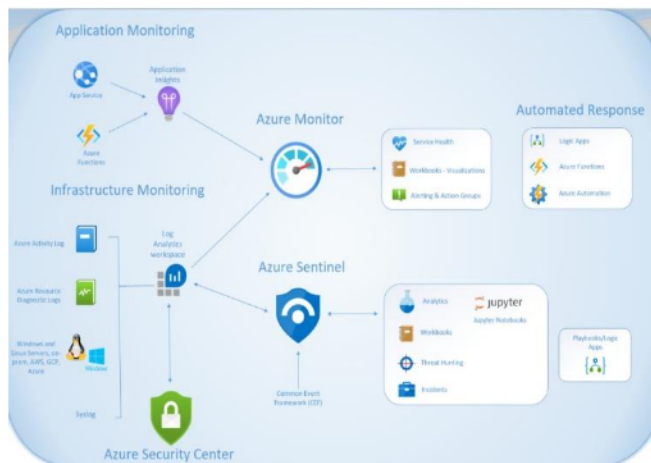 Application Monitoring
App Service
Application
Insights
Azure
Functions
Azure Monitor
Service Health
Workbooks - Visualisations
Alerting & Action Groups
Automated Response
Logic Apps
Azure Functions
Azure Automation
Infrastructure Monitoring
Azure Activity Log
Log
Analytics
workspace
Azure Resource
Diagnostic Logs
Windows and
Linux Servers, on-
prem, AWS, GCP,
Azure
Windows
Syslog
Azure Security Center
Azure Sentinel
Common Event
Framework (CEF)
Analytics
Jupyter
Jupyter Notebooks
Workbooks
Threat Hunting
Incidents
Playbooks/Logic
Apps